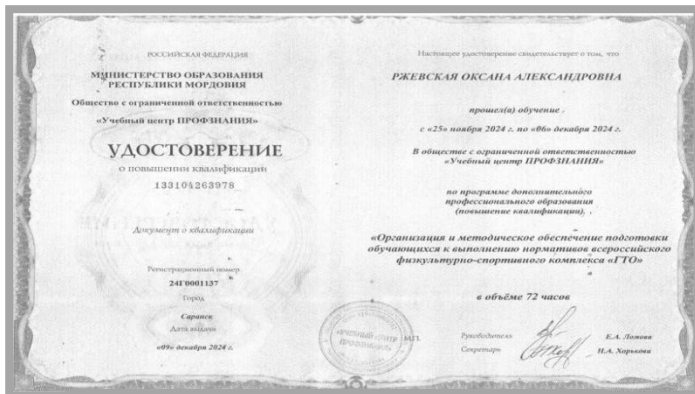 РОССИЙСКАЯ ФЕДЕРАЦИЯ
МИНИСТЕРСТВО ОБРАЗОВАНИЯ
РЕСПУБЛИКИ МОРДОВИЯ
Общество с ограниченной ответственностью
«Учебный центр ПРОФЗНАНИЯ»
УДОСТОВЕРЕНИЕ
о повышении квалификации
133104263978
Документ о квалификации
Регистрационный номер
24Г0001137
Город
Саранск
Дата выдачи
«09» декабря 2024 г.
Настоящее удостоверение свидетельствует о том, что
РЖЕВСКАЯ ОКСАНА АЛЕКСАНДРОВНА
прошел(а) обучение
с «25» ноября 2024 г. по «06» декабря 2024 г.
В обществе с ограниченной ответственностью
«Учебный центр ПРОФЗНАНИЯ»
по программе дополнительного
профессионального образования
(повышение квалификации)
«Организация и методическое обеспечение подготовки
обучающихся к выполнению нормативов всероссийского
физкультурно-спортивного комплекса «ГТО»
в объёме 72 часов
«УЧЕБНЫЙ ЦЕНТР
ПРОФЗНАНИЯ»
М.П.
Руководитель Е.А. Ломова
Секретарь Н.А. Харькова